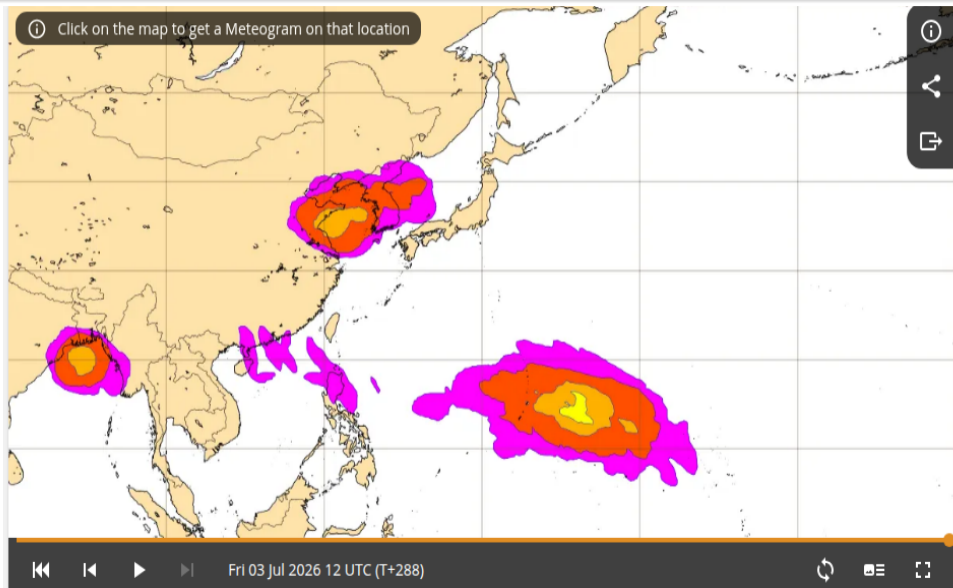 Click on the map to get a Meteogram on that location
Fri 03 Jul 2026 12 UTC (T+288)